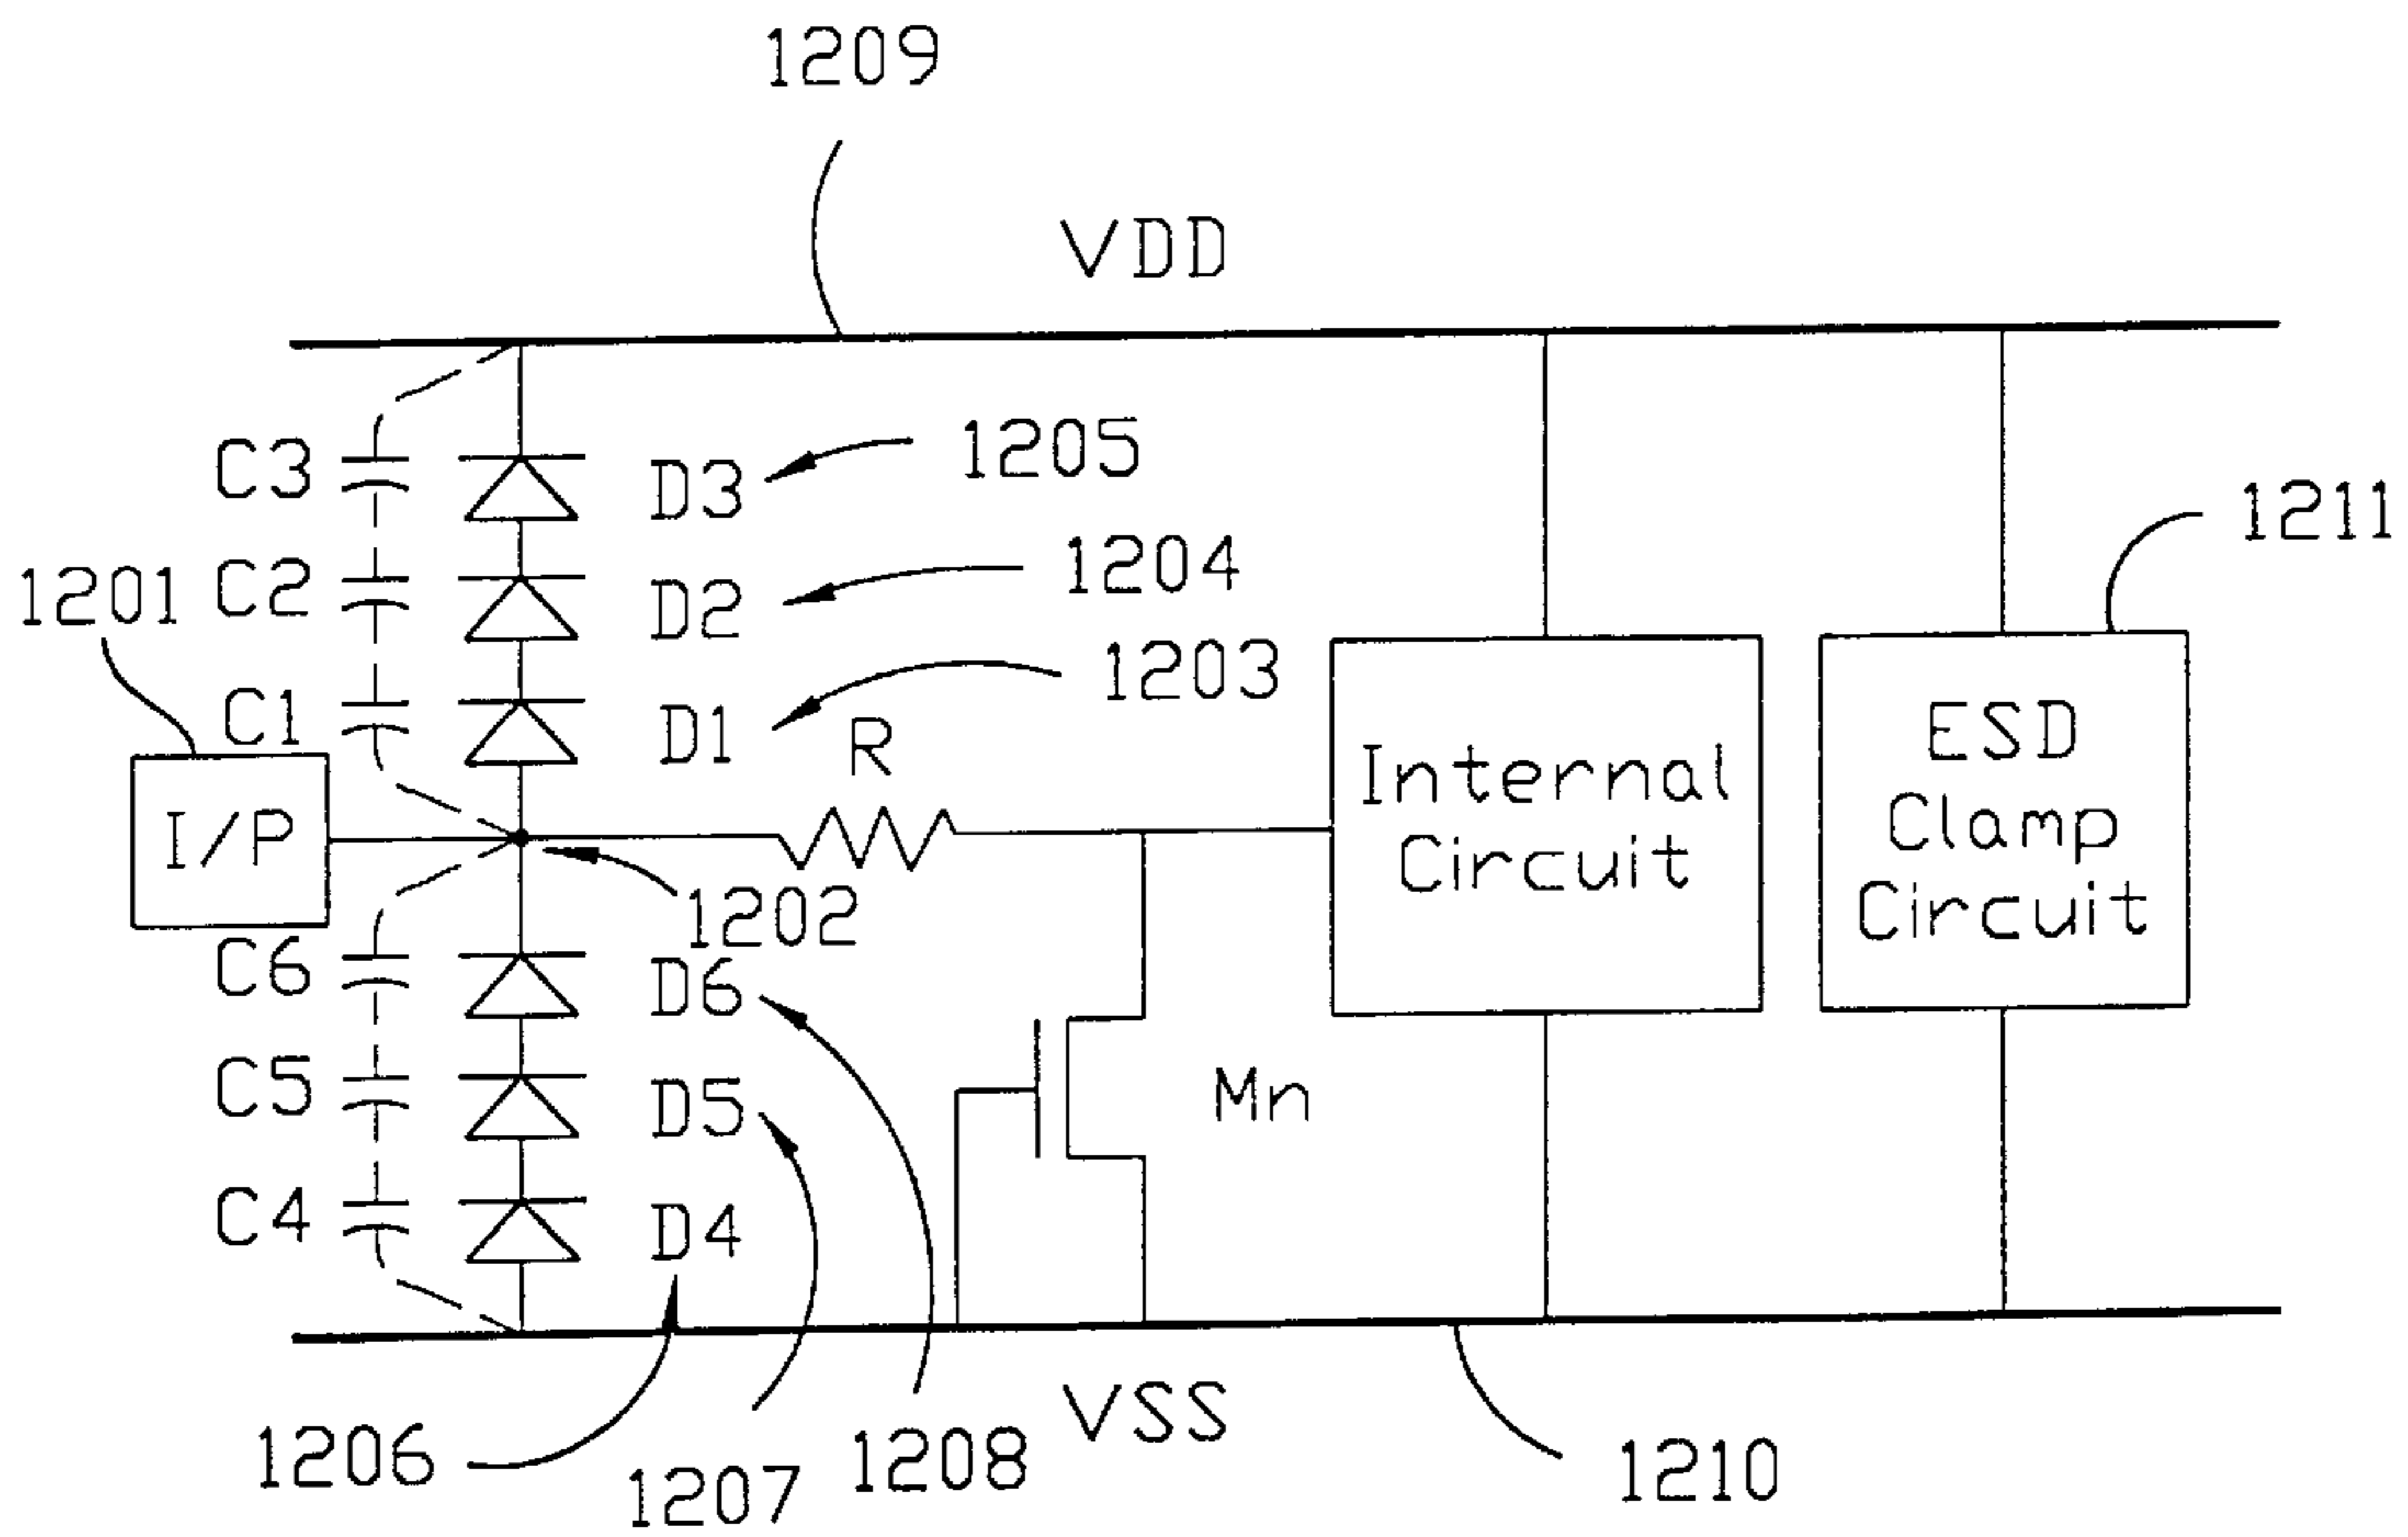 1209
VDD
C3
D3
1205
1211
1201
C2
D2
1204
C1
D1
1203
R
I/P
Internal
Circuit
ESD
Clamp
Circuit
1202
C6
D6
C5
D5
Mn
C4
D4
VSS
1206
1207
1208
1210